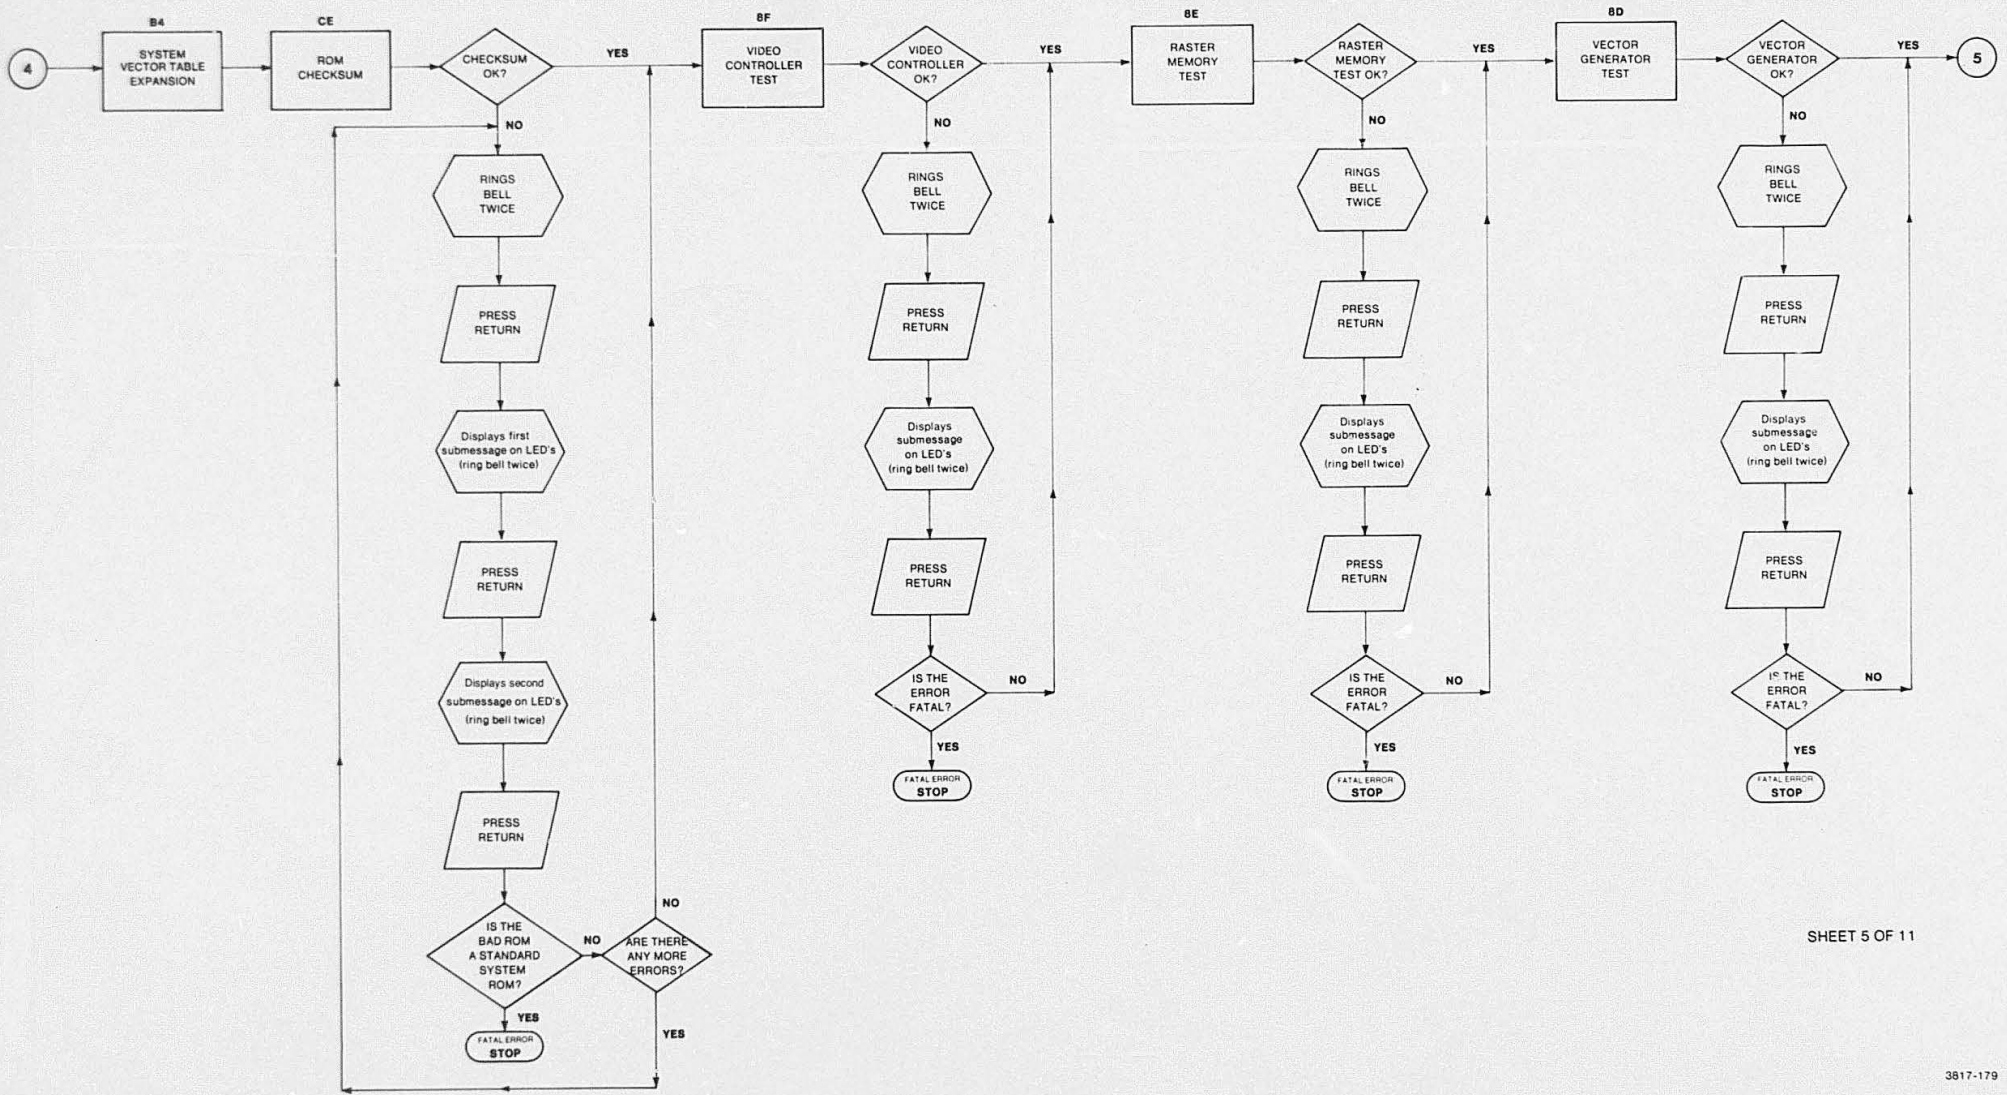 4
B4
SYSTEM
VECTOR TABLE
EXPANSION
CE
ROM
CHECKSUM
CHECKSUM
OK?
YES
NO
RINGS
BELL
TWICE
PRESS
RETURN
Displays first
submessage on LED's
(ring bell twice)
PRESS
RETURN
Displays second
submessage on LED's
(ring bell twice)
PRESS
RETURN
IS THE
BAD ROM
A STANDARD
SYSTEM
ROM?
NO
YES
FATAL ERROR
STOP
ARE THERE
ANY MORE
ERRORS?
NO
YES
8F
VIDEO
CONTROLLER
TEST
VIDEO
CONTROLLER
OK?
YES
NO
RINGS
BELL
TWICE
PRESS
RETURN
Displays
submessage
on LED's
(ring bell twice)
PRESS
RETURN
IS THE
ERROR
FATAL?
NO
YES
FATAL ERROR
STOP
8E
RASTER
MEMORY
TEST
RASTER
MEMORY
TEST OK?
YES
NO
RINGS
BELL
TWICE
PRESS
RETURN
Displays
submessage
on LED's
(ring bell twice)
PRESS
RETURN
IS THE
ERROR
FATAL?
NO
YES
FATAL ERROR
STOP
8D
VECTOR
GENERATOR
TEST
VECTOR
GENERATOR
OK?
YES
NO
RINGS
BELL
TWICE
PRESS
RETURN
Displays
submessage
on LED's
(ring bell twice)
PRESS
RETURN
IS THE
ERROR
FATAL?
NO
YES
FATAL ERROR
STOP
5
SHEET 5 OF 11
3817-179